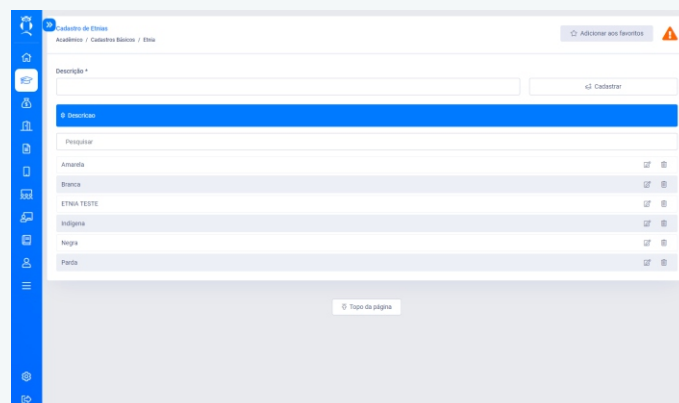 Cadastro de Etnias
Acadêmico / Cadastros Básicos / Etnia
Adicionar aos favoritos
Descrição *
Cadastrar
Descricao
Pesquisar
Amarela
Branca
ETNIA TESTE
Indígena
Negra
Parda
Topo da página